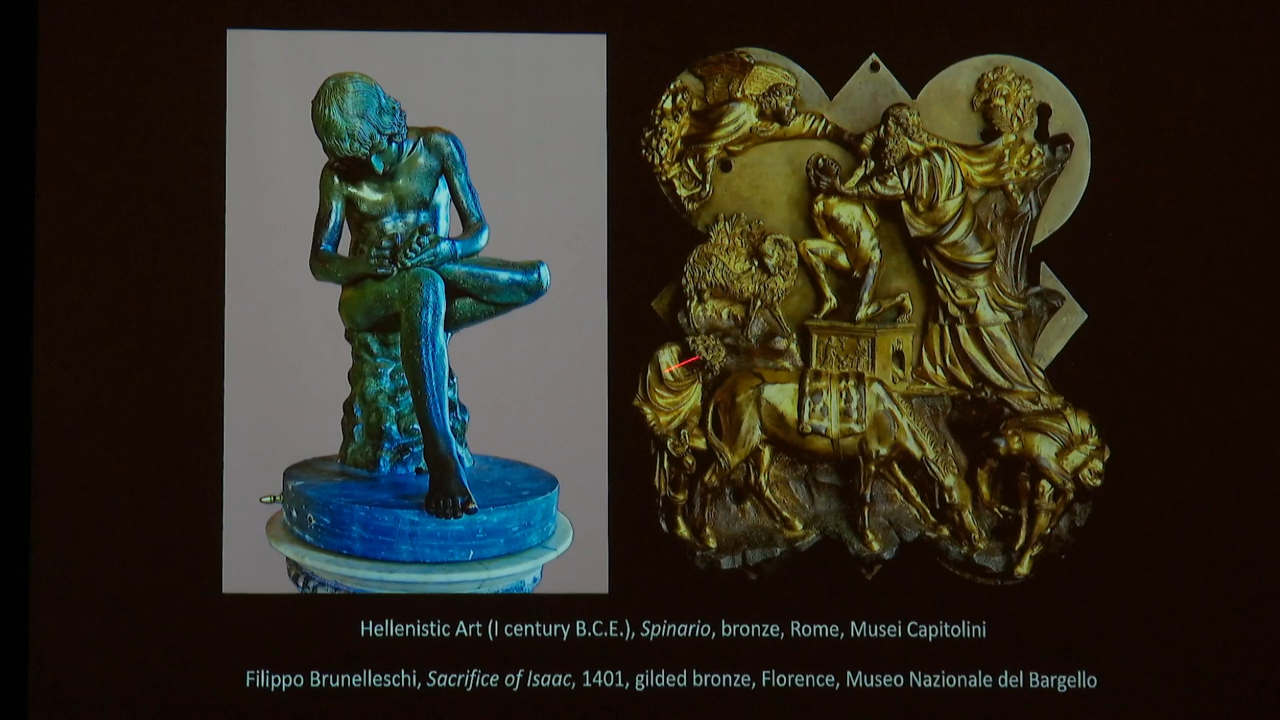 Hellenistic Art (I century B.C.E.), Spinario, bronze, Rome, Musei Capitolini
Filippo Brunelleschi, Sacrifice of Isaac, 1401, gilded bronze, Florence, Museo Nazionale del Bargello